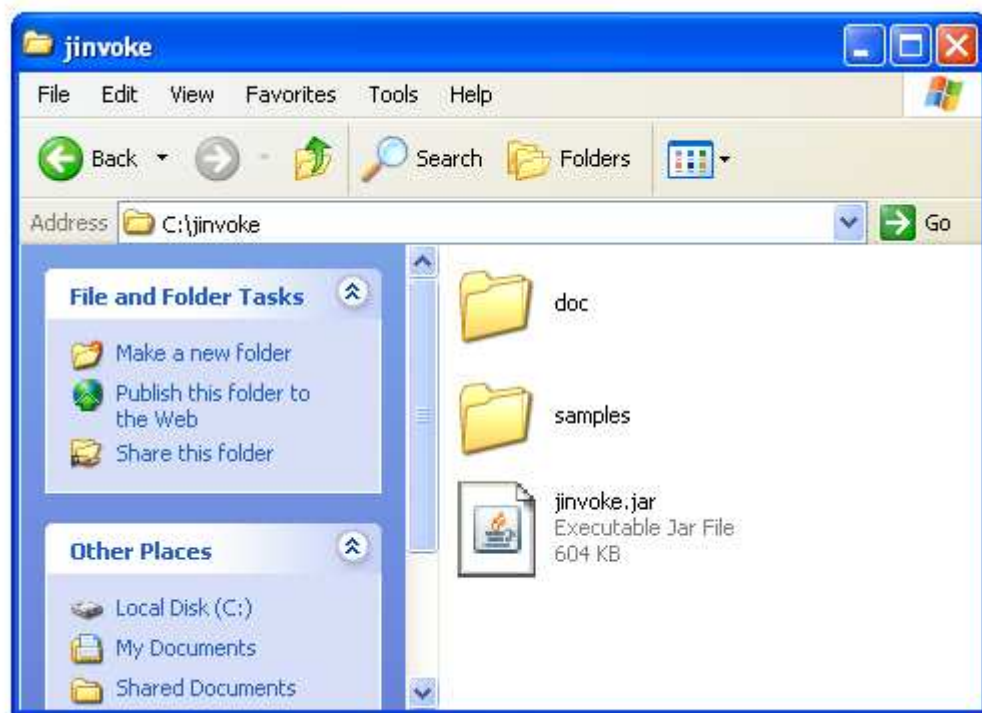 jinvoke
File Edit View Favorites Tools Help
Back Search Folders
Address C:\jinvoke Go
File and Folder Tasks
Make a new folder
Publish this folder to
the Web
Share this folder
Other Places
Local Disk (C:)
My Documents
Shared Documents
doc
samples
jinvoke.jar
Executable Jar File
604 KB